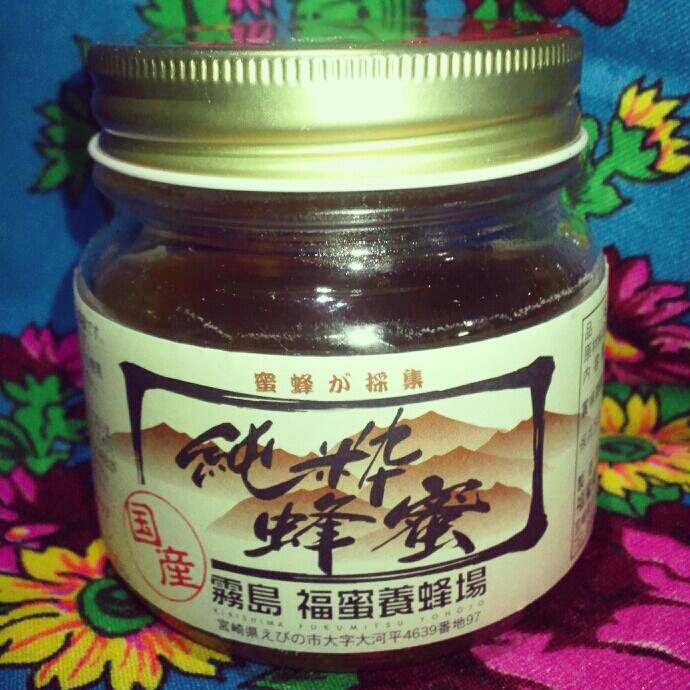 蜜蜂が採集
純粋
蜂蜜
国産
霧島 福蜜養蜂場
KIRISHIMA FUKUMITSU YOHOJO
宮崎県えびの市大字大河平4639番地97